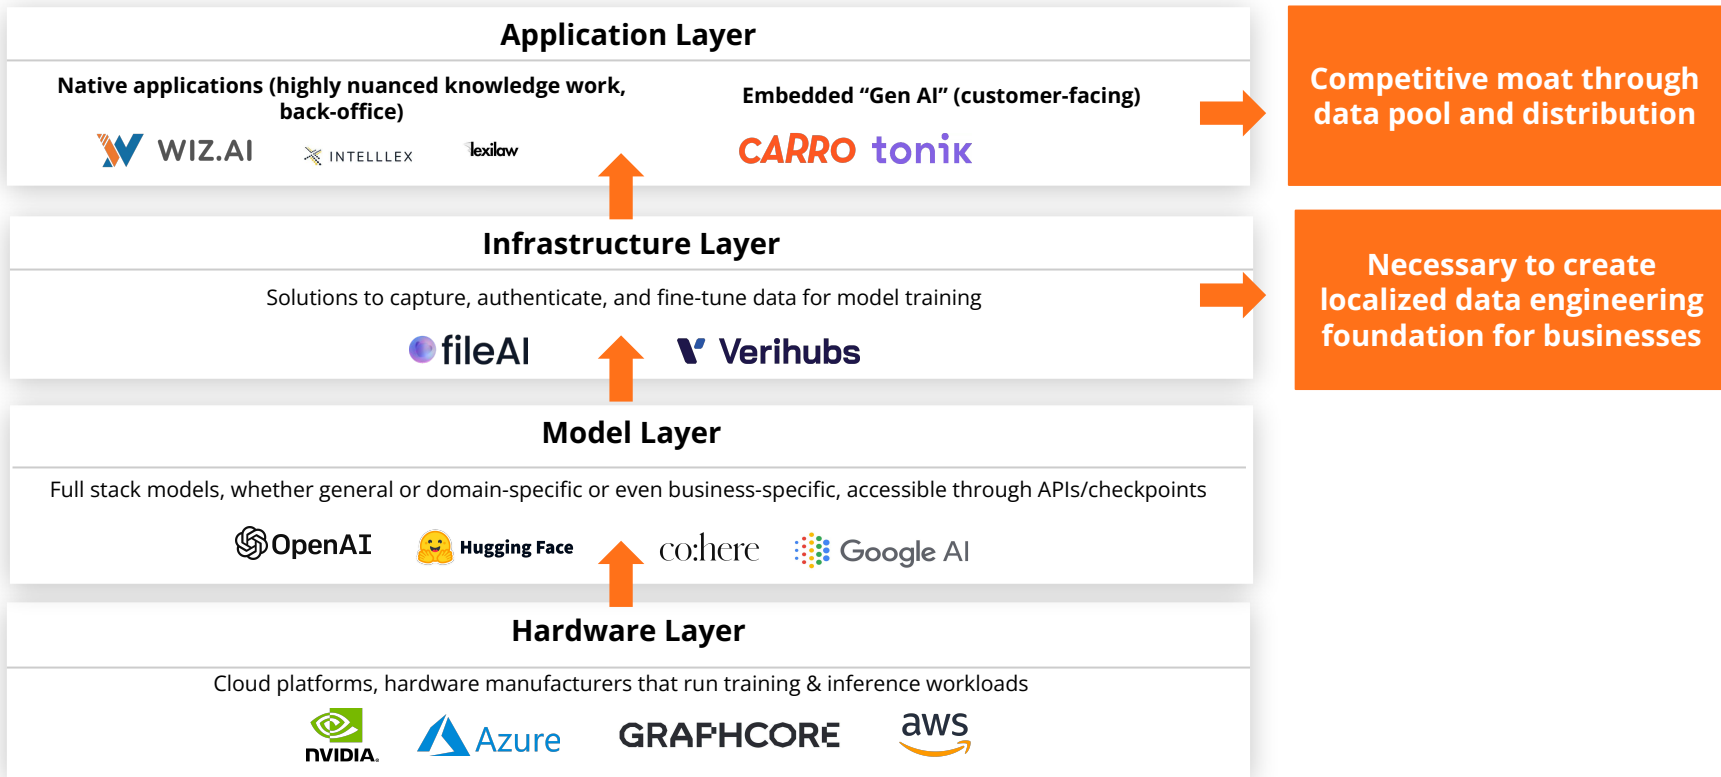 Application Layer
Native applications (highly nuanced knowledge work,
back-office)
Embedded “Gen AI” (customer-facing)
WIZ.AI
INTELLLEX
lexilaw
CARRO
tonik
Competitive moat through
data pool and distribution
Infrastructure Layer
Solutions to capture, authenticate, and fine-tune data for model training
fileAI
Verihubs
Necessary to create
localized data engineering
foundation for businesses
Model Layer
Full stack models, whether general or domain-specific or even business-specific, accessible through APIs/checkpoints
OpenAI
Hugging Face
co:here
Google AI
Hardware Layer
Cloud platforms, hardware manufacturers that run training & inference workloads
NVIDIA.
Azure
GRAPHCORE
aws